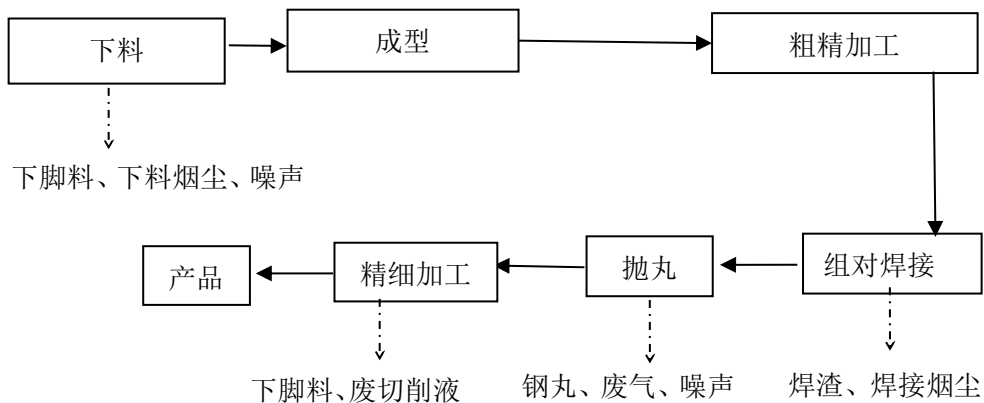 下料
成型
粗精加工
下脚料、下料烟尘、噪声
产品
精细加工
抛丸
组对焊接
下脚料、废切削液
钢丸、废气、噪声
焊渣、焊接烟尘